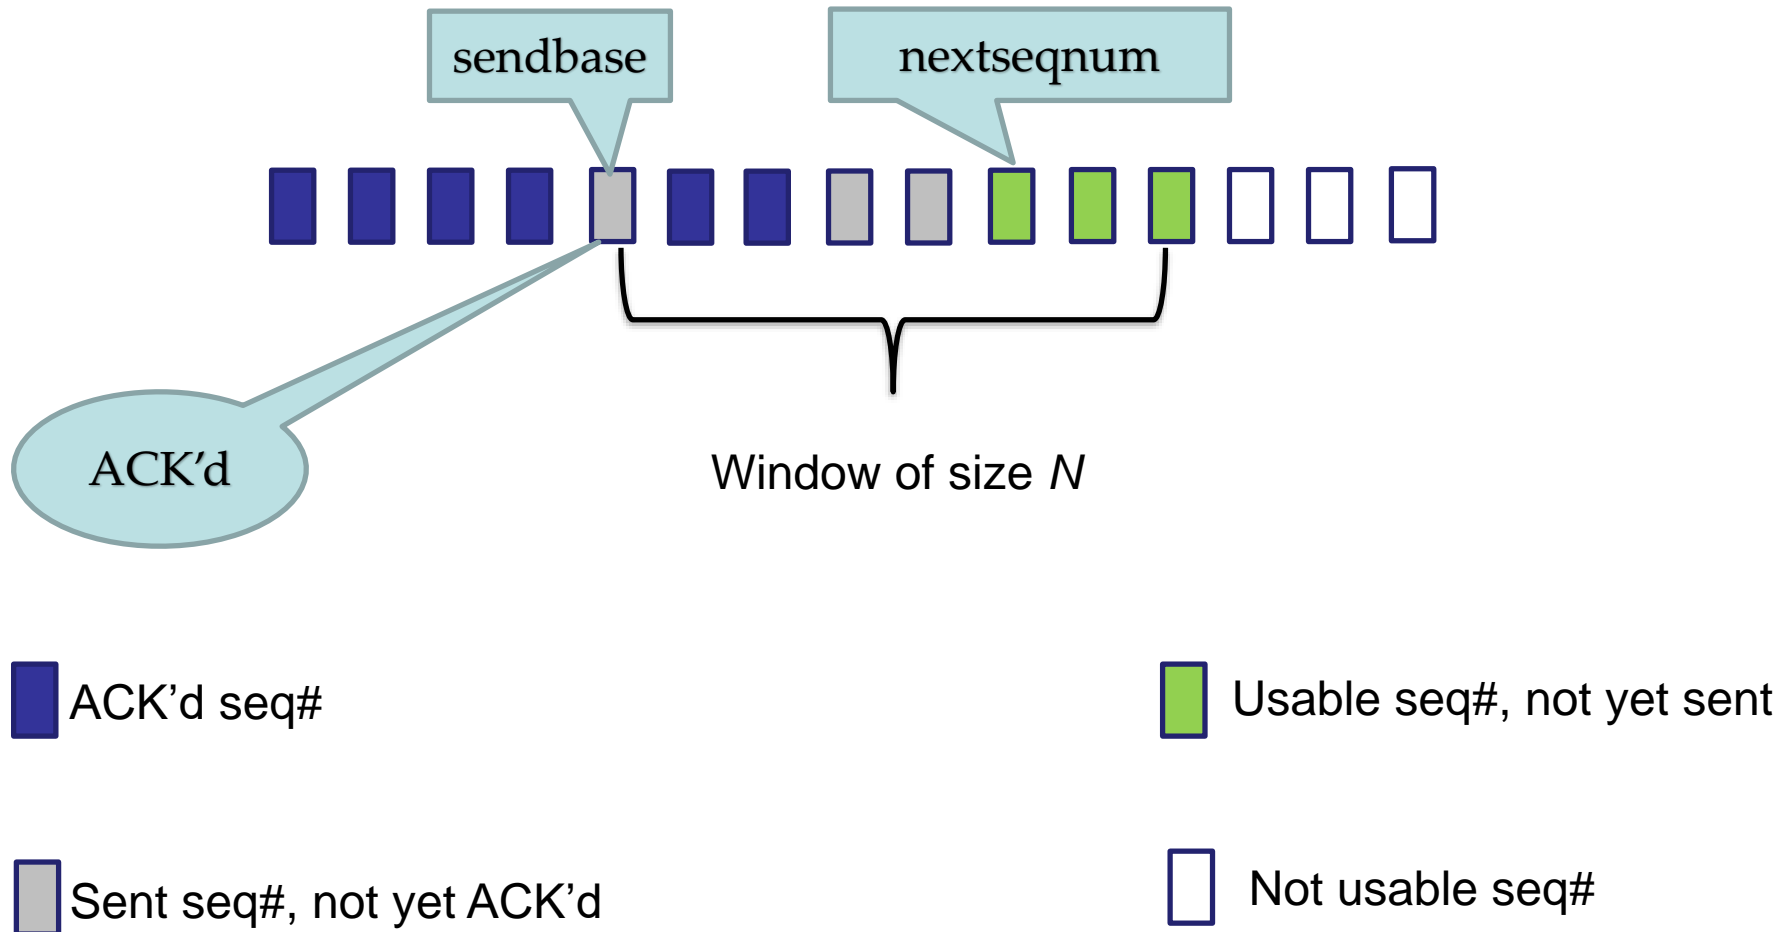 sendbase
nextseqnum
ACK’d
Window of size N
ACK’d seq#
Usable seq#, not yet sent
Sent seq#, not yet ACK’d
Not usable seq#